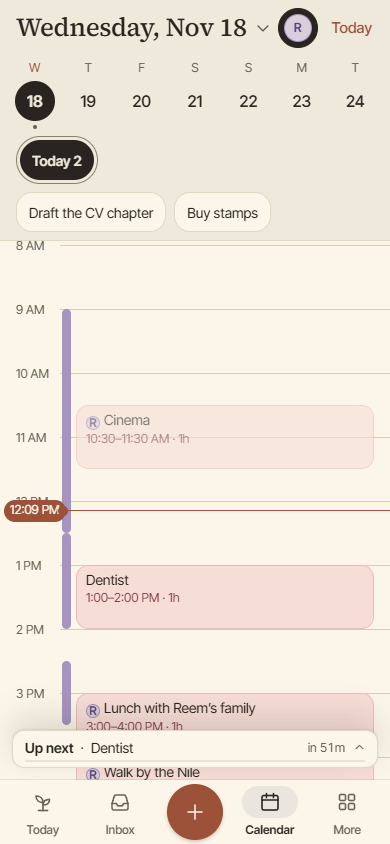 Wednesday, Nov 18
R
Today
W T F S S M T
18 19 20 21 22 23 24
Today 2
Draft the CV chapter
Buy stamps
8 AM
9 AM
10 AM
R Cinema
10:30–11:30 AM · 1h
11 AM
12:09 PM
1 PM
Dentist
1:00–2:00 PM · 1h
2 PM
3 PM
R Lunch with Reem’s family
3:00–4:00 PM · 1h
Up next · Dentist
in 51m
R Walk by the Nile
Today
Inbox
Calendar
More